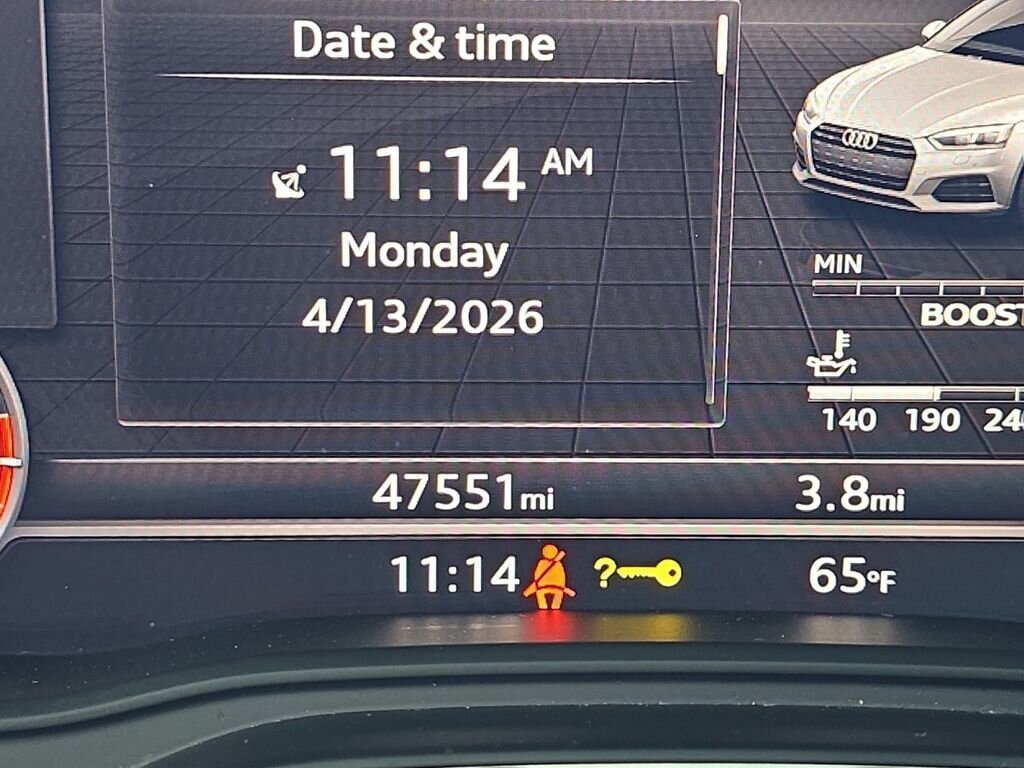 Date & time
11:14 AM
Monday
4/13/2026
MIN
BOOST
140 190
47551mi 3.8mi
11:14 ? 65°F